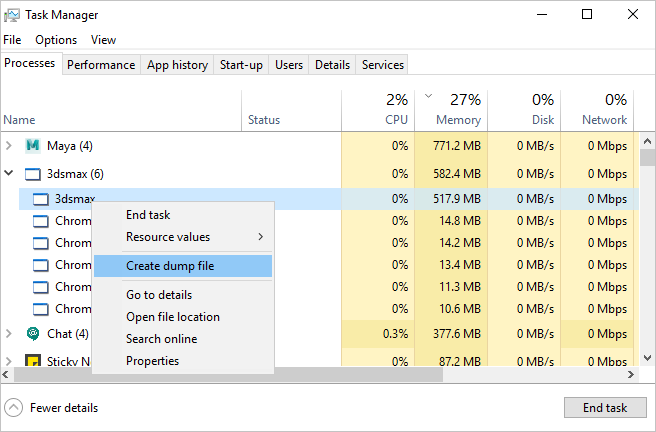 Task Manager
File Options View
Processes Performance App history Start-up Users Details Services
2% 27% 0% 0%
Name Status CPU Memory Disk Network
Maya (4) 0% 771.2 MB 0 MB/s 0 Mbps
3dsmax (6) 0% 582.4 MB 0 MB/s 0 Mbps
3dsmax 0% 517.9 MB 0 MB/s 0 Mbps
Chrom 0% 14.8 MB 0 MB/s 0 Mbps
Chrom 0% 14.2 MB 0 MB/s 0 Mbps
Chrom 0% 13.4 MB 0 MB/s 0 Mbps
Chrom 0% 11.3 MB 0 MB/s 0 Mbps
Chrom 0% 10.6 MB 0 MB/s 0 Mbps
Chat (4) 0.3% 377.6 MB 0 MB/s 0 Mbps
Sticky N 0% 87.2 MB 0 MB/s 0 Mbps
End task
Resource values
Create dump file
Go to details
Open file location
Search online
Properties
Fewer details End task